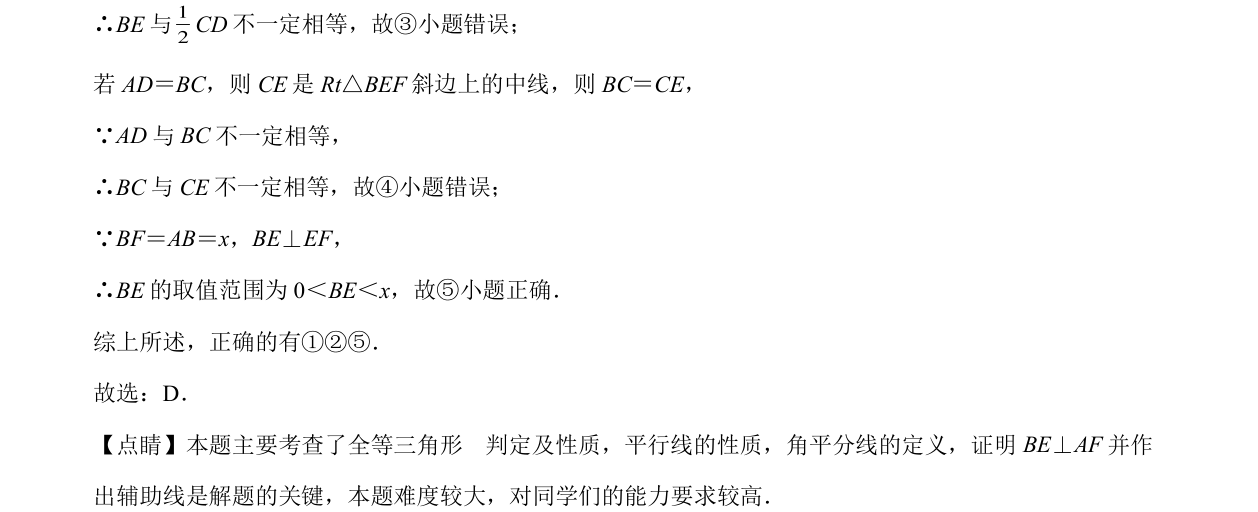 ∴BE与1/2CD不一定相等，故③小题错误；
若AD＝BC，则CE是Rt△BEF斜边上的中线，则BC＝CE，
∵AD与BC不一定相等，
∴BC与CE不一定相等，故④小题错误；
∵BF＝AB＝x，BE⊥EF，
∴BE的取值范围为0＜BE＜x，故⑤小题正确．
综上所述，正确的有①②⑤．
故选：D．
【点睛】本题主要考查了全等三角形　判定及性质，平行线的性质，角平分线的定义，证明BE⊥AF并作
出辅助线是解题的关键，本题难度较大，对同学们的能力要求较高．